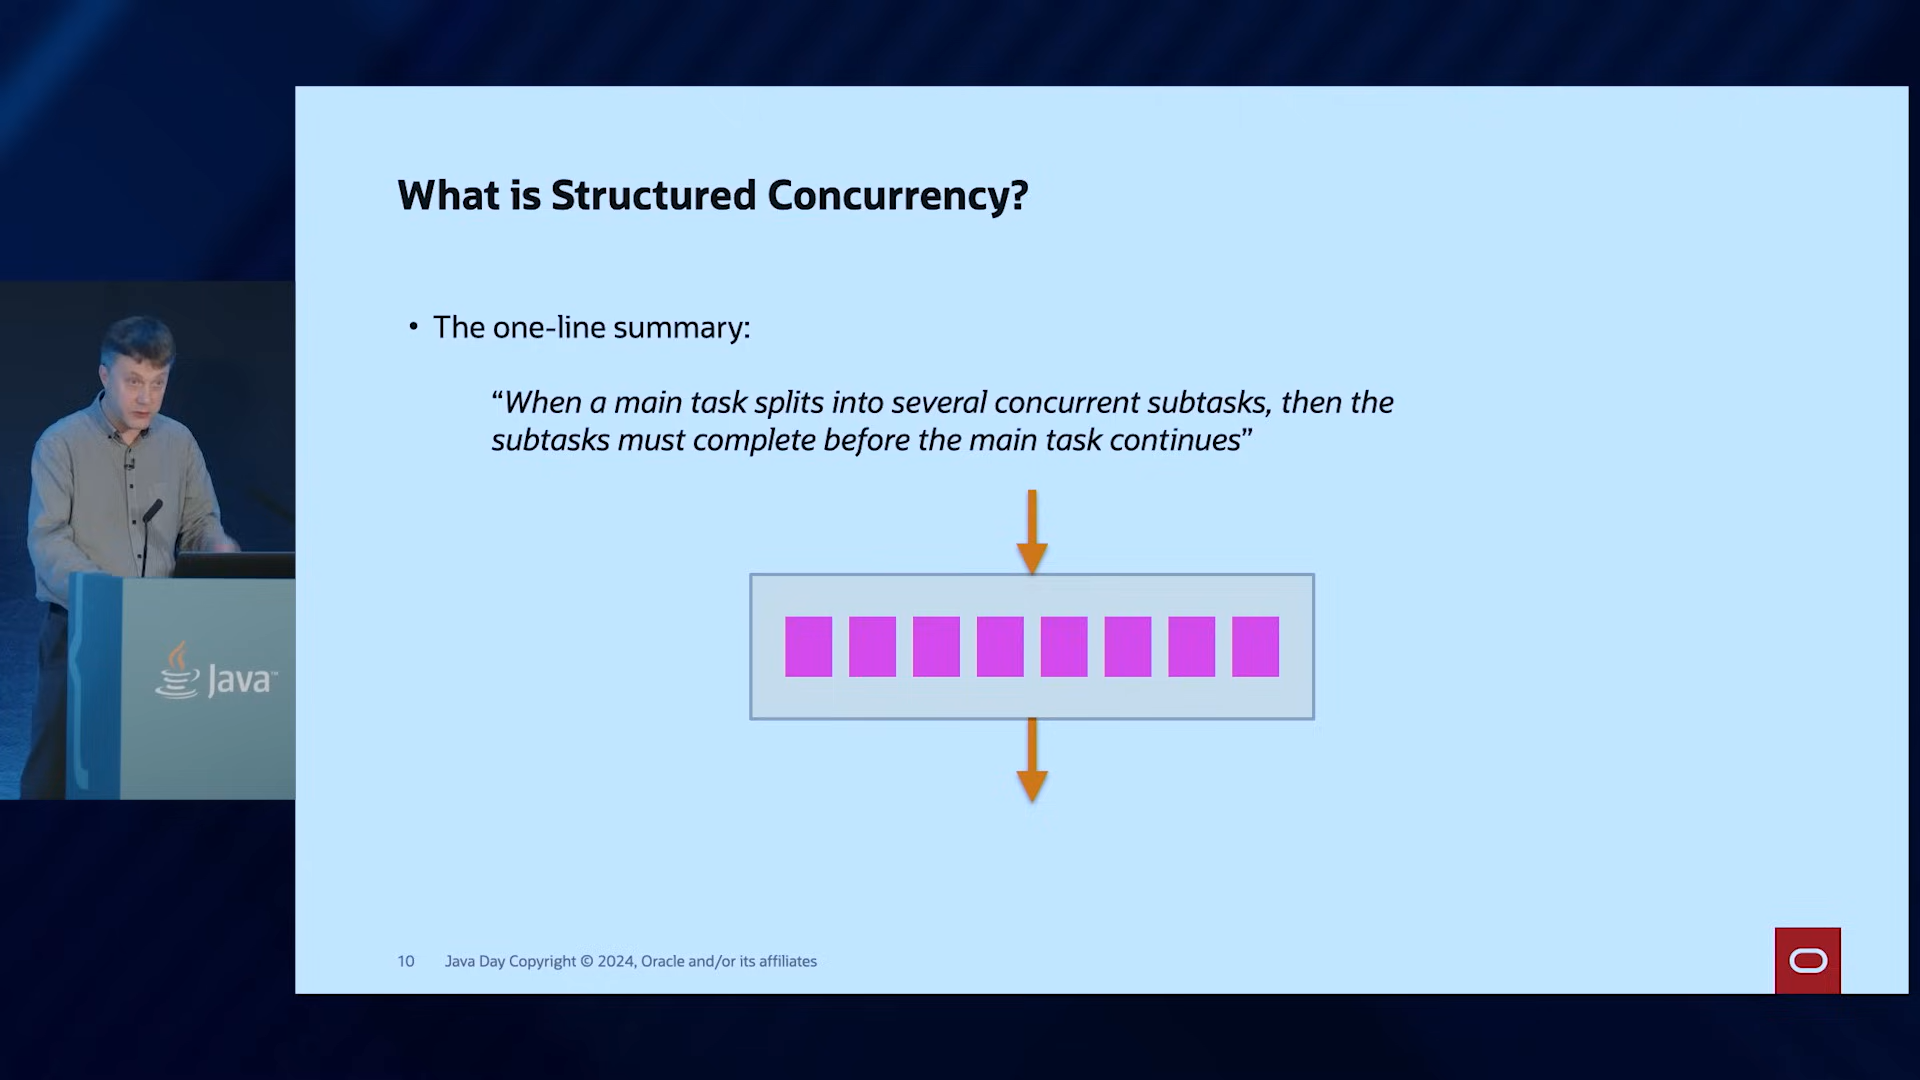 What is Structured Concurrency?
• The one-line summary:
“When a main task splits into several concurrent subtasks, then the
subtasks must complete before the main task continues”
Java™
10 Java Day Copyright © 2024, Oracle and/or its affiliates